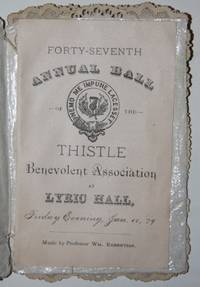 FORTY-SEVENTH
ANNUAL BALL
OF
NEMO ME IMPUNE LACESSET
THE
THISTLE
Benevolent Association
AT
LYRIC HALL,
Friday Evening, Jan. 79
Music by Professor Wm. Robertson.